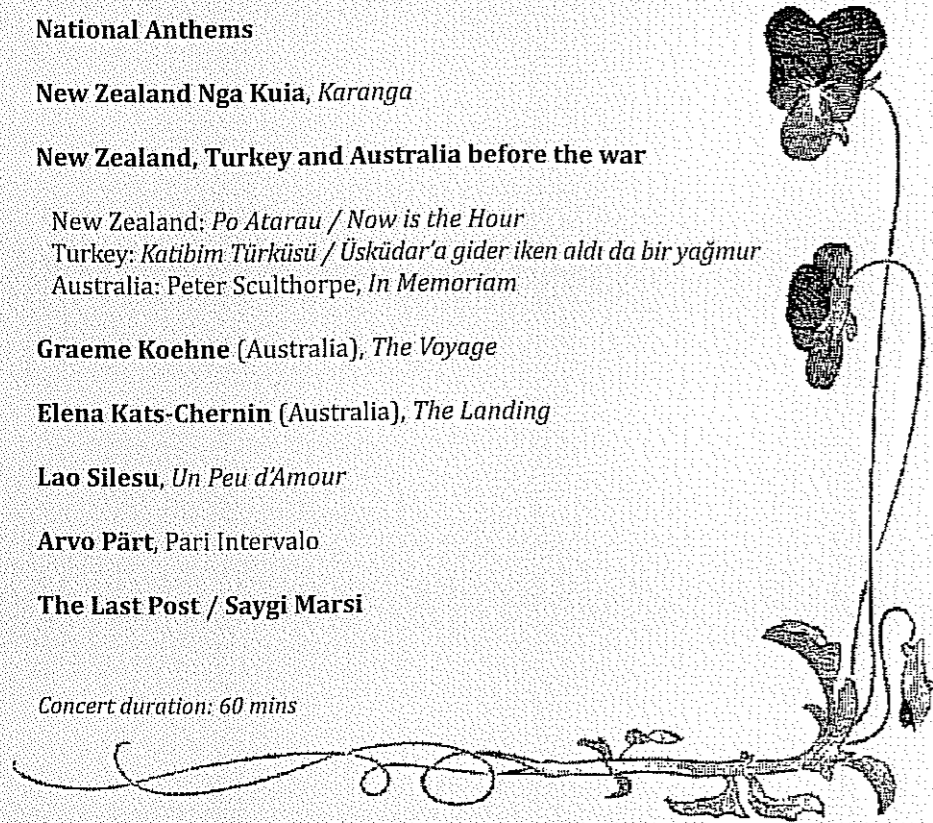 National Anthems
New Zealand Nga Kuia, Karanga
New Zealand, Turkey and Australia before the war
New Zealand: Po Atarau / Now is the Hour
Turkey: Katibim Türküsü / Üsküdar'a gider iken aldı da bir yağmur
Australia: Peter Sculthorpe, In Memoriam
Graeme Koehne (Australia), The Voyage
Elena Kats-Chernin (Australia), The Landing
Lao Silesu, Un Peu d'Amour
Arvo Pärt, Pari Intervalo
The Last Post / Saygi Marsi
Concert duration: 60 mins